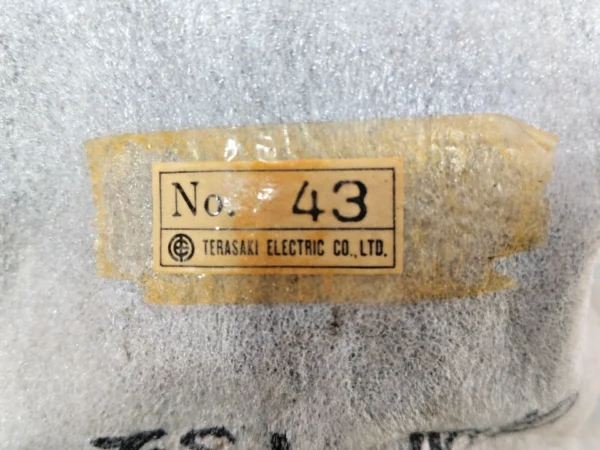 No. 43
TERASAKI ELECTRIC CO., LTD.